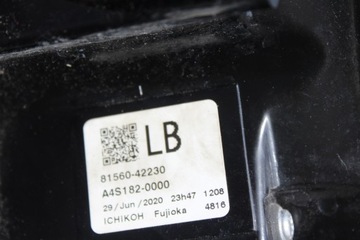 LB
81560-42230
A4S182-0000
29/Jun/2020 23h47 1208
ICHIKOH Fujioka 4816